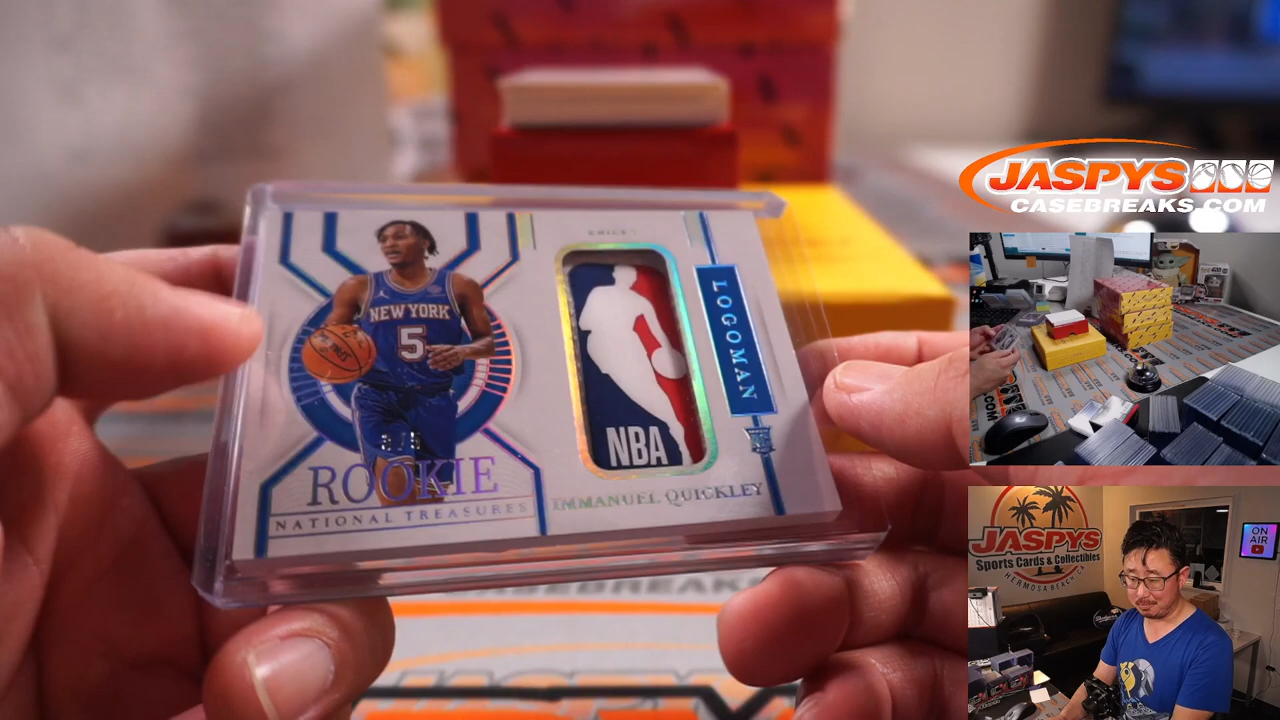 NEW YORK
5
ROOKIE
NATIONAL TREASURES
NBA
IMMANUEL QUICKLEY
LOGOMAN
JASPYS
CASEBREAKS.COM
JASPYS
Sports Cards & Collectibles
HERMOSA BEACH CA
ON
AIR